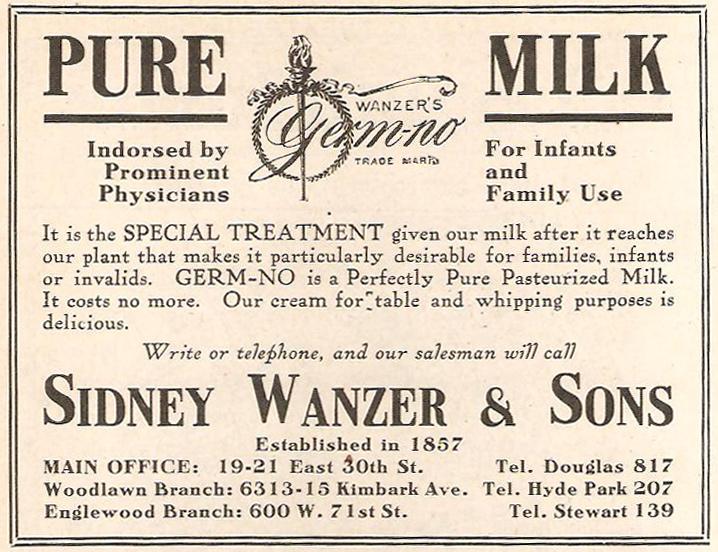 PURE MILK
WANZER'S
Germ-no
TRADE MARK
Indorsed by
Prominent
Physicians
For Infants
and
Family Use
It is the SPECIAL TREATMENT given our milk after it reaches
our plant that makes it particularly desirable for families, infants
or invalids. GERM-NO is a Perfectly Pure Pasteurized Milk.
It costs no more. Our cream for table and whipping purposes is
delicious.
Write or telephone, and our salesman will call
SIDNEY WANZER & SONS
Established in 1857
MAIN OFFICE: 19-21 East 30th St. Tel. Douglas 817
Woodlawn Branch: 6313-15 Kimbark Ave. Tel. Hyde Park 207
Englewood Branch: 600 W. 71st St. Tel. Stewart 139